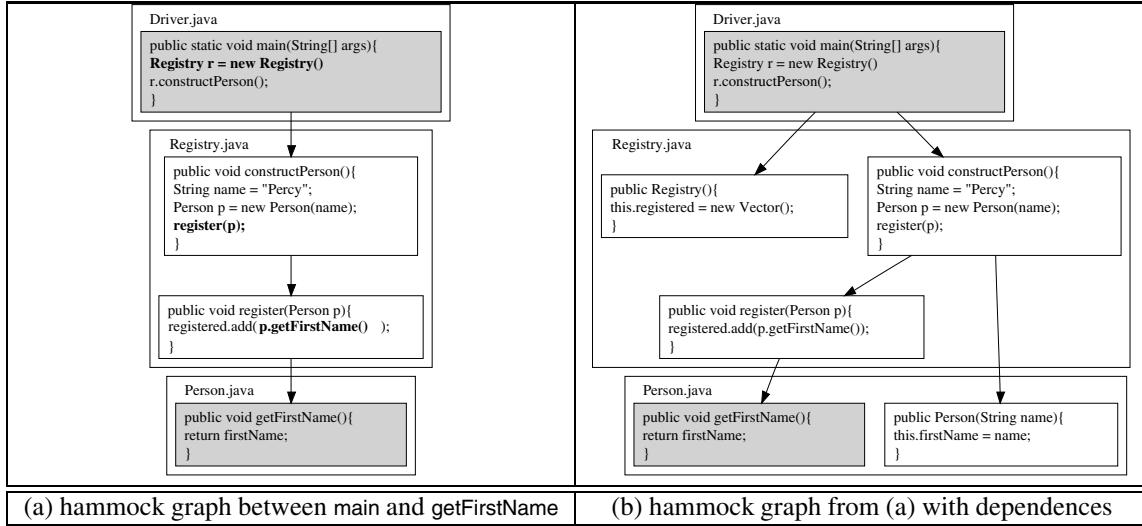 Driver.java
public static void main(String[] args){
Registry r = new Registry()
r.constructPerson();
}
Registry.java
public void constructPerson(){
String name = "Percy";
Person p = new Person(name);
register(p);
}
public void register(Person p){
registered.add(p.getFirstName() );
}
Person.java
public void getFirstName(){
return firstName;
}
(a) hammock graph between main and getFirstName
Driver.java
public static void main(String[] args){
Registry r = new Registry()
r.constructPerson();
}
Registry.java
public Registry(){
this.registered = new Vector();
}
public void constructPerson(){
String name = "Percy";
Person p = new Person(name);
register(p);
}
public void register(Person p){
registered.add(p.getFirstName());
}
Person.java
public void getFirstName(){
return firstName;
}
public Person(String name){
this.firstName = name;
}
(b) hammock graph from (a) with dependences